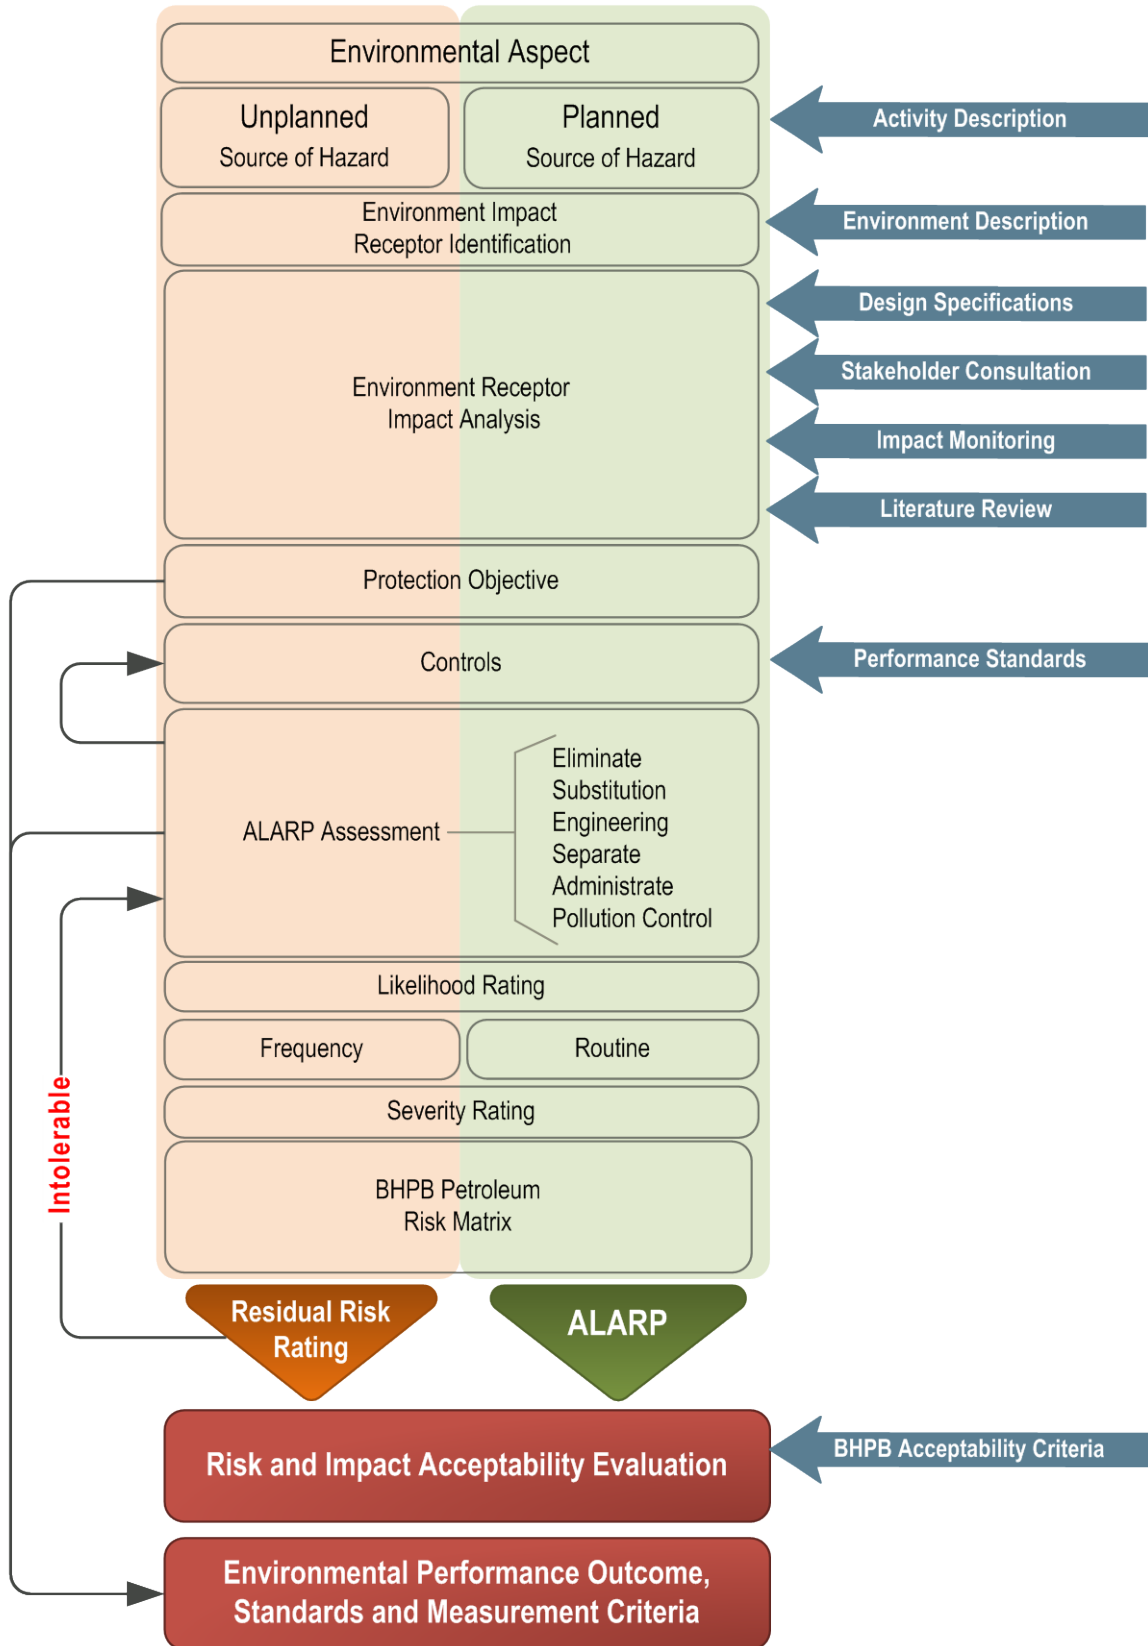 Environmental Aspect
Unplanned
Source of Hazard
Planned
Source of Hazard
Activity Description
Environment Impact
Receptor Identification
Environment Description
Design Specifications
Stakeholder Consultation
Environment Receptor
Impact Analysis
Impact Monitoring
Literature Review
Protection Objective
Controls
Performance Standards
ALARP Assessment
Eliminate
Substitution
Engineering
Separate
Administrate
Pollution Control
Likelihood Rating
Frequency
Routine
Severity Rating
Intolerable
BHPB Petroleum
Risk Matrix
Residual Risk
Rating
ALARP
Risk and Impact Acceptability Evaluation
BHPB Acceptability Criteria
Environmental Performance Outcome,
Standards and Measurement Criteria